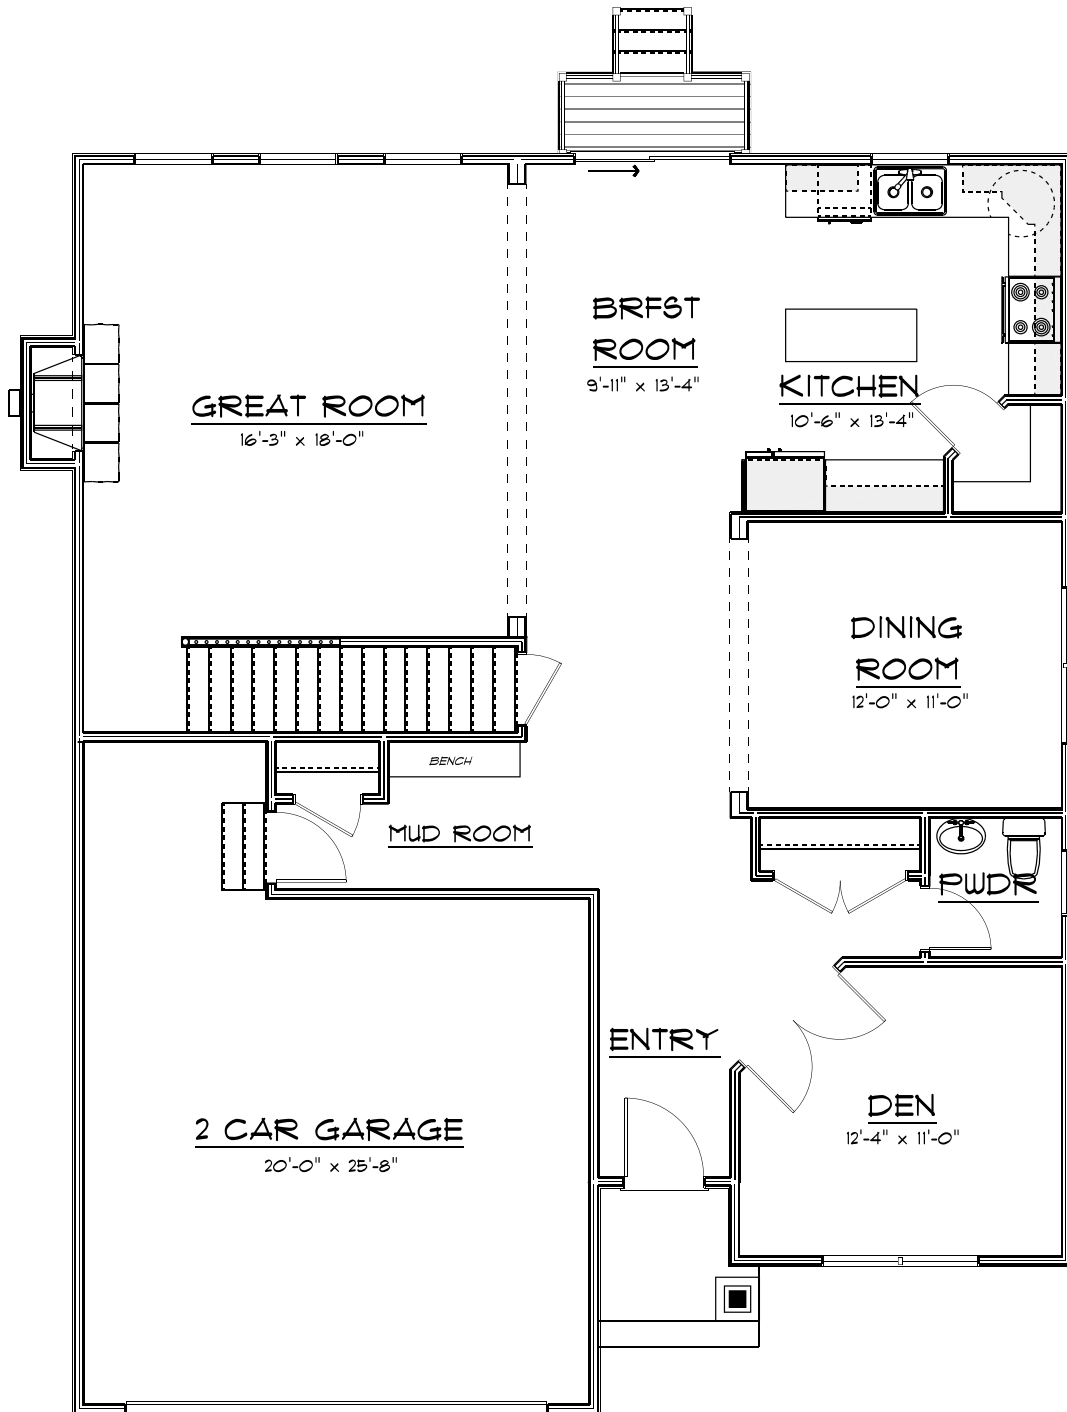 BRFST
ROOM
9'-11" x 13'-4"
KITCHEN
10'-6" x 13'-4"
GREAT ROOM
16'-3" x 18'-0"
DINING
ROOM
12'-0" x 11'-0"
BENCH
MUD ROOM
PWDR
ENTRY
DEN
12'-4" x 11'-0"
2 CAR GARAGE
20'-0" x 25'-8"